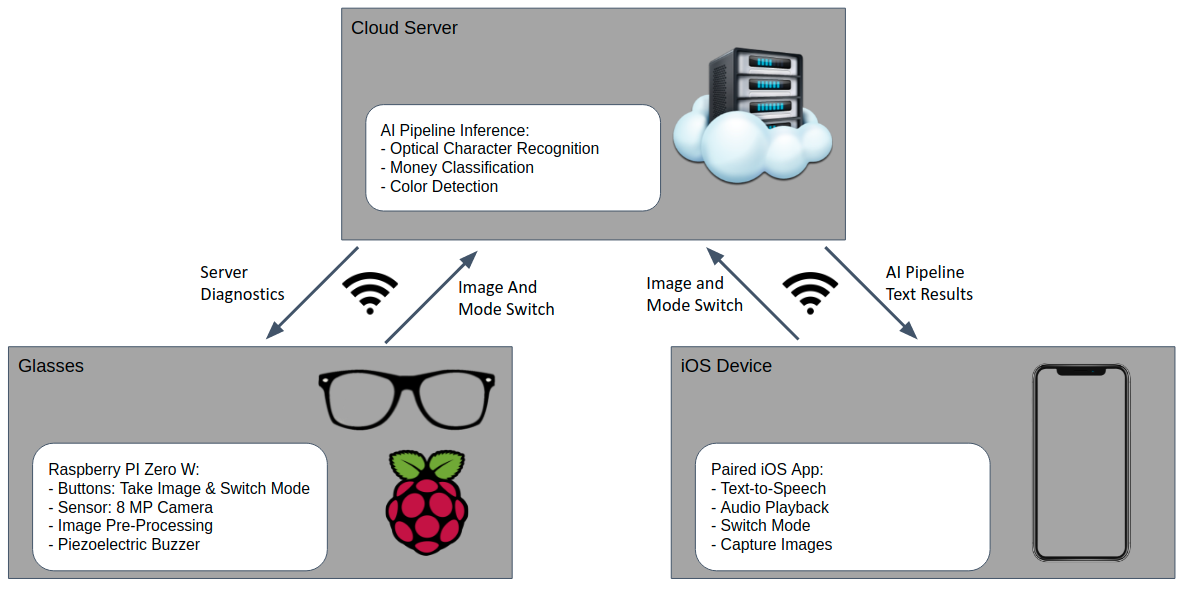 Cloud Server
AI Pipeline Inference:
- Optical Character Recognition
- Money Classification
- Color Detection
Server
Diagnostics
Image And
Mode Switch
Image and
Mode Switch
AI Pipeline
Text Results
Glasses
Raspberry PI Zero W:
- Buttons: Take Image & Switch Mode
- Sensor: 8 MP Camera
- Image Pre-Processing
- Piezoelectric Buzzer
iOS Device
Paired iOS App:
- Text-to-Speech
- Audio Playback
- Switch Mode
- Capture Images